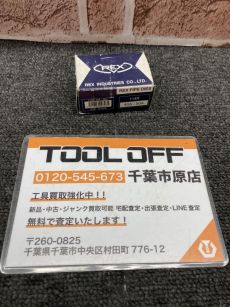 REX
REX INDUSTRIES CO., LTD.
REX PIPE DIES
TOOL OFF
0120-545-673 千葉市原店
工具買取強化中！！
新品・中古・ジャンク買取可能 宅配査定・出張査定・LINE査定
無料で査定いたします！
〒260-0825
千葉県千葉市中央区村田町 776-12